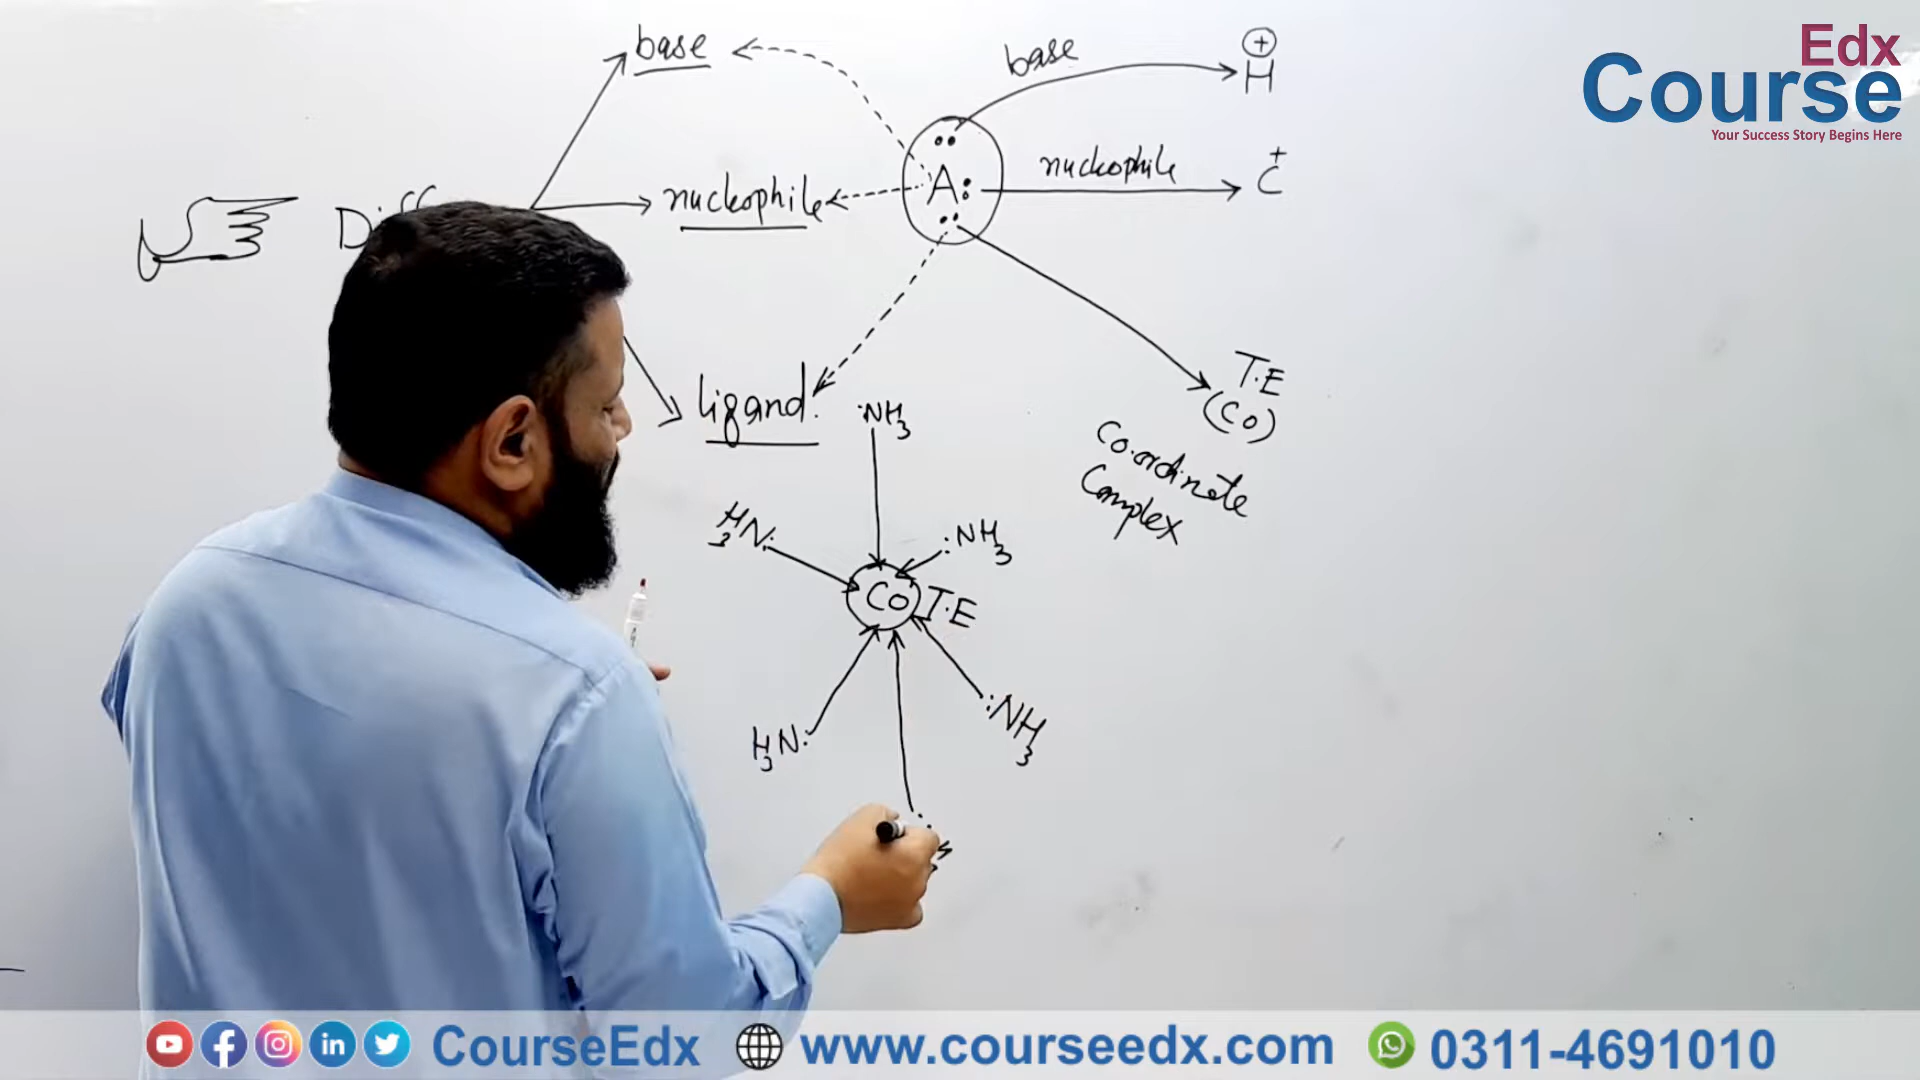 Edx
Course
Your Success Story Begins Here
base
base
⊕
H
A:
nucleophile
nucleophile
+
C
Diff
ligand.
:NH3
T.E
(Co)
Co-ordinate
Complex
H3N:
:NH3
Co T.E
H3N:
:NH3
CourseEdx
www.courseedx.com
0311-4691010